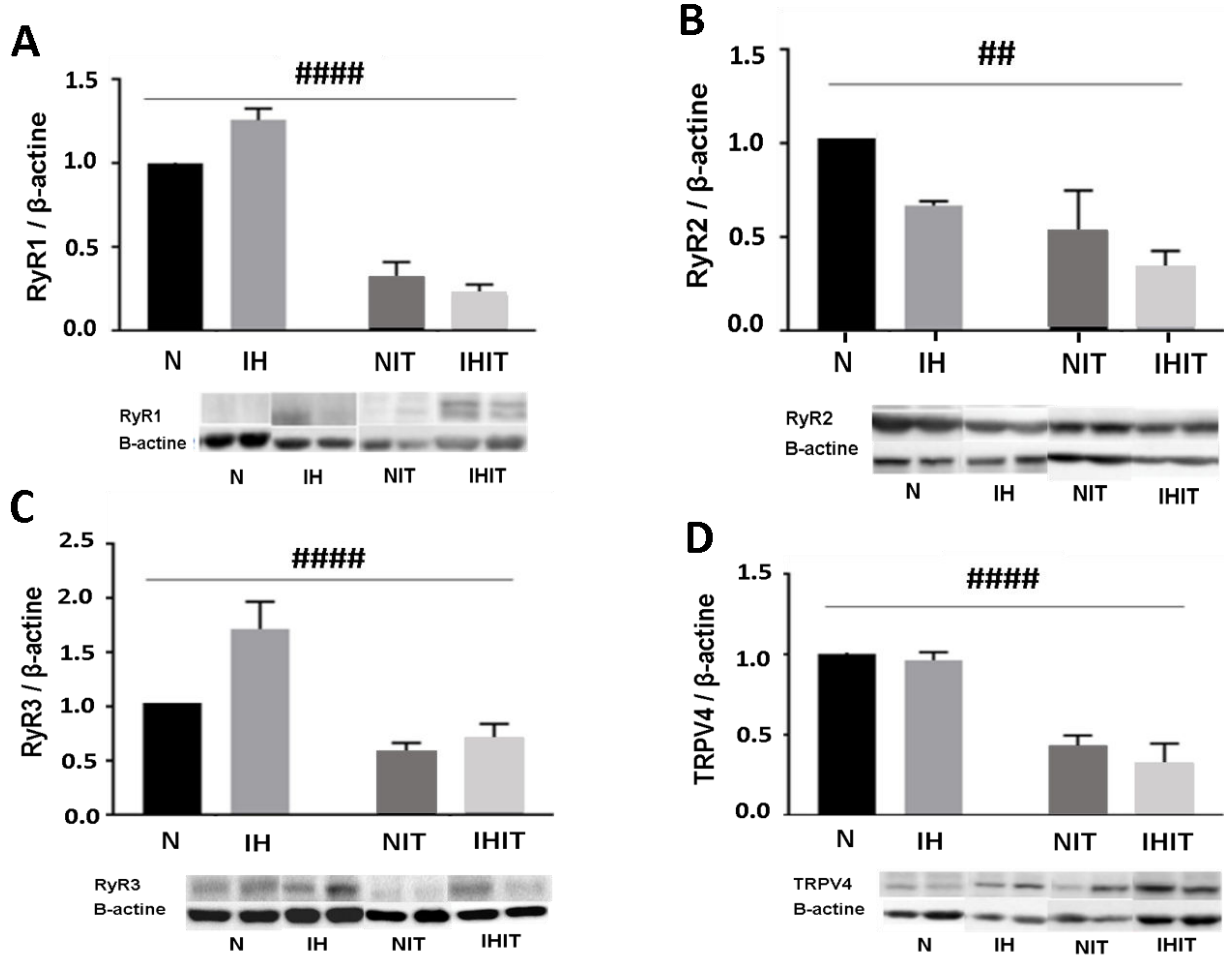 A
RyR1 / β-actine
1.5
1.0
0.5
0.0
####
N IH NIT IHIT
RyR1
B-actine
N IH NIT IHIT
B
RyR2 / β-actine
1.5
1.0
0.5
0.0
##
N IH NIT IHIT
RyR2
B-actine
N IH NIT IHIT
C
RyR3 / β-actine
2.5
2.0
1.5
1.0
0.5
0.0
####
N IH NIT IHIT
RyR3
B-actine
N IH NIT IHIT
D
TRPV4 / β-actine
1.5
1.0
0.5
0.0
####
N IH NIT IHIT
TRPV4
B-actine
N IH NIT IHIT